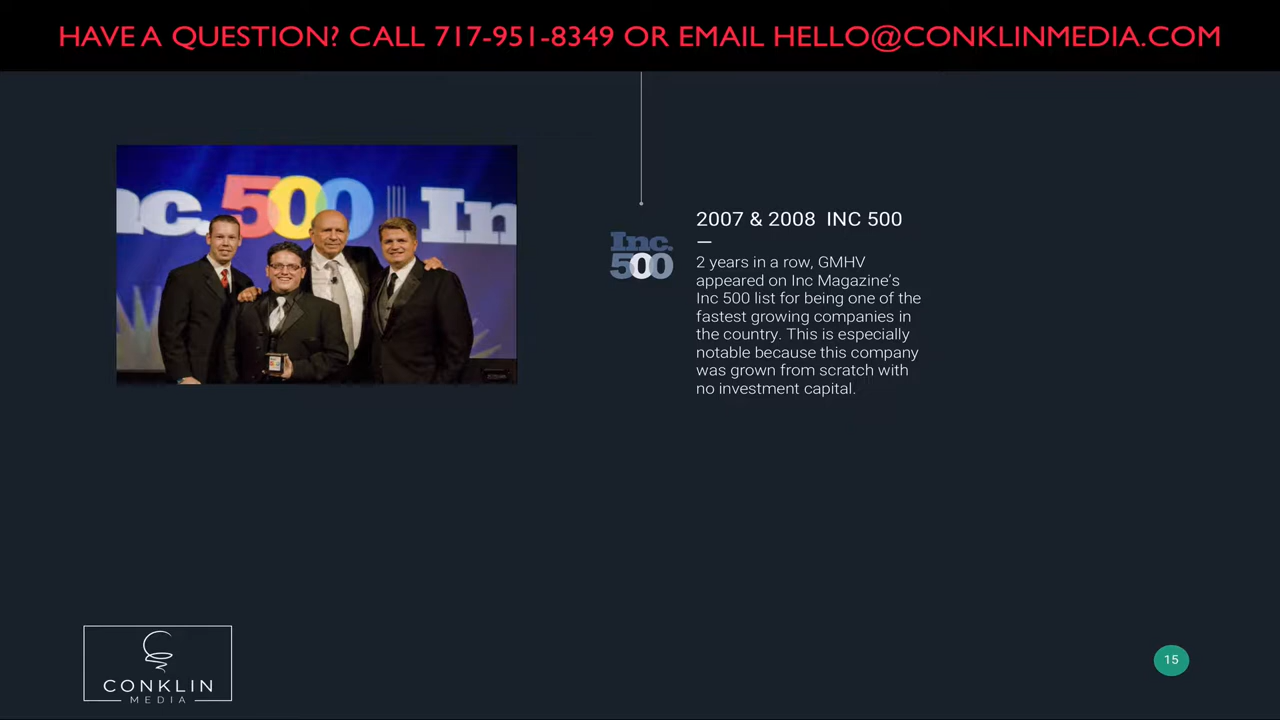 HAVE A QUESTION? CALL 717-951-8349 OR EMAIL HELLO@CONKLINMEDIA.COM
nc.500 In
Inc.
500
2007 & 2008 INC 500
2 years in a row, GMHV
appeared on Inc Magazine’s
Inc 500 list for being one of the
fastest growing companies in
the country. This is especially
notable because this company
was grown from scratch with
no investment capital.
CONKLIN
MEDIA
15